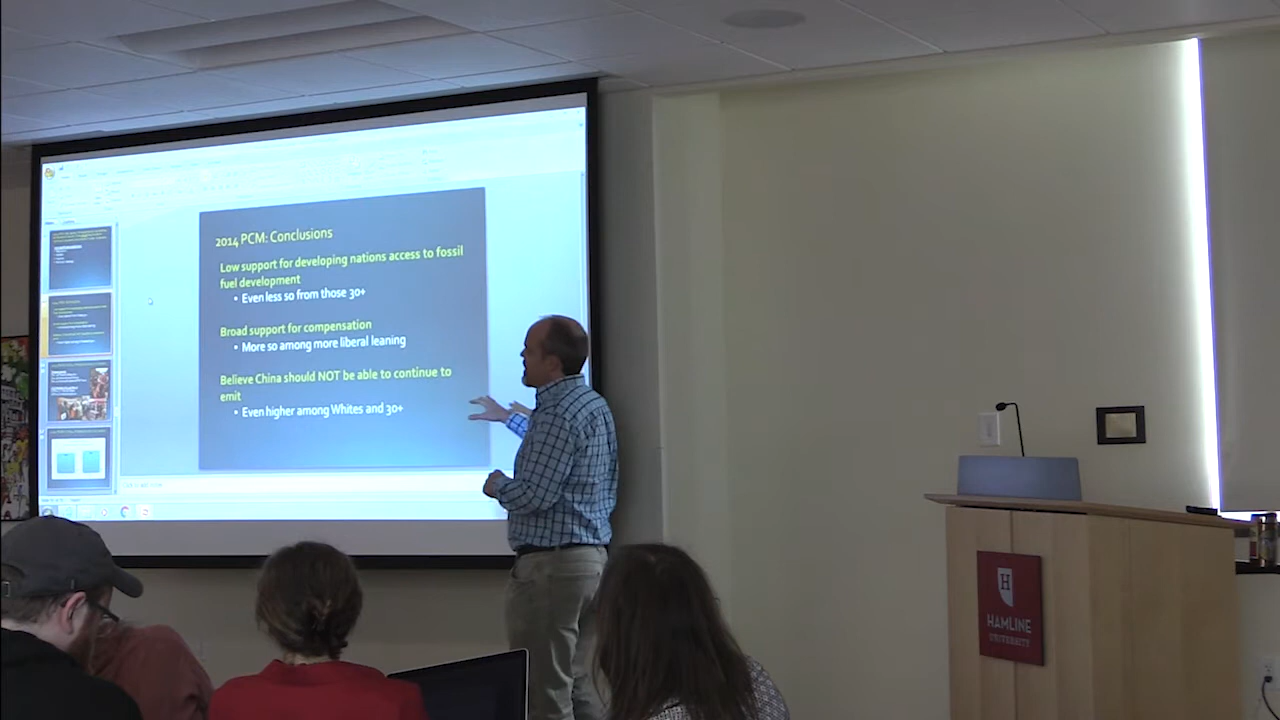 2014 PCM: Conclusions
Low support for developing nations access to fossil
fuel development
• Even less so from those 30+
Broad support for compensation
• More so among more liberal leaning
Believe China should NOT be able to continue to
emit
• Even higher among Whites and 30+
H
HAMLINE
UNIVERSITY